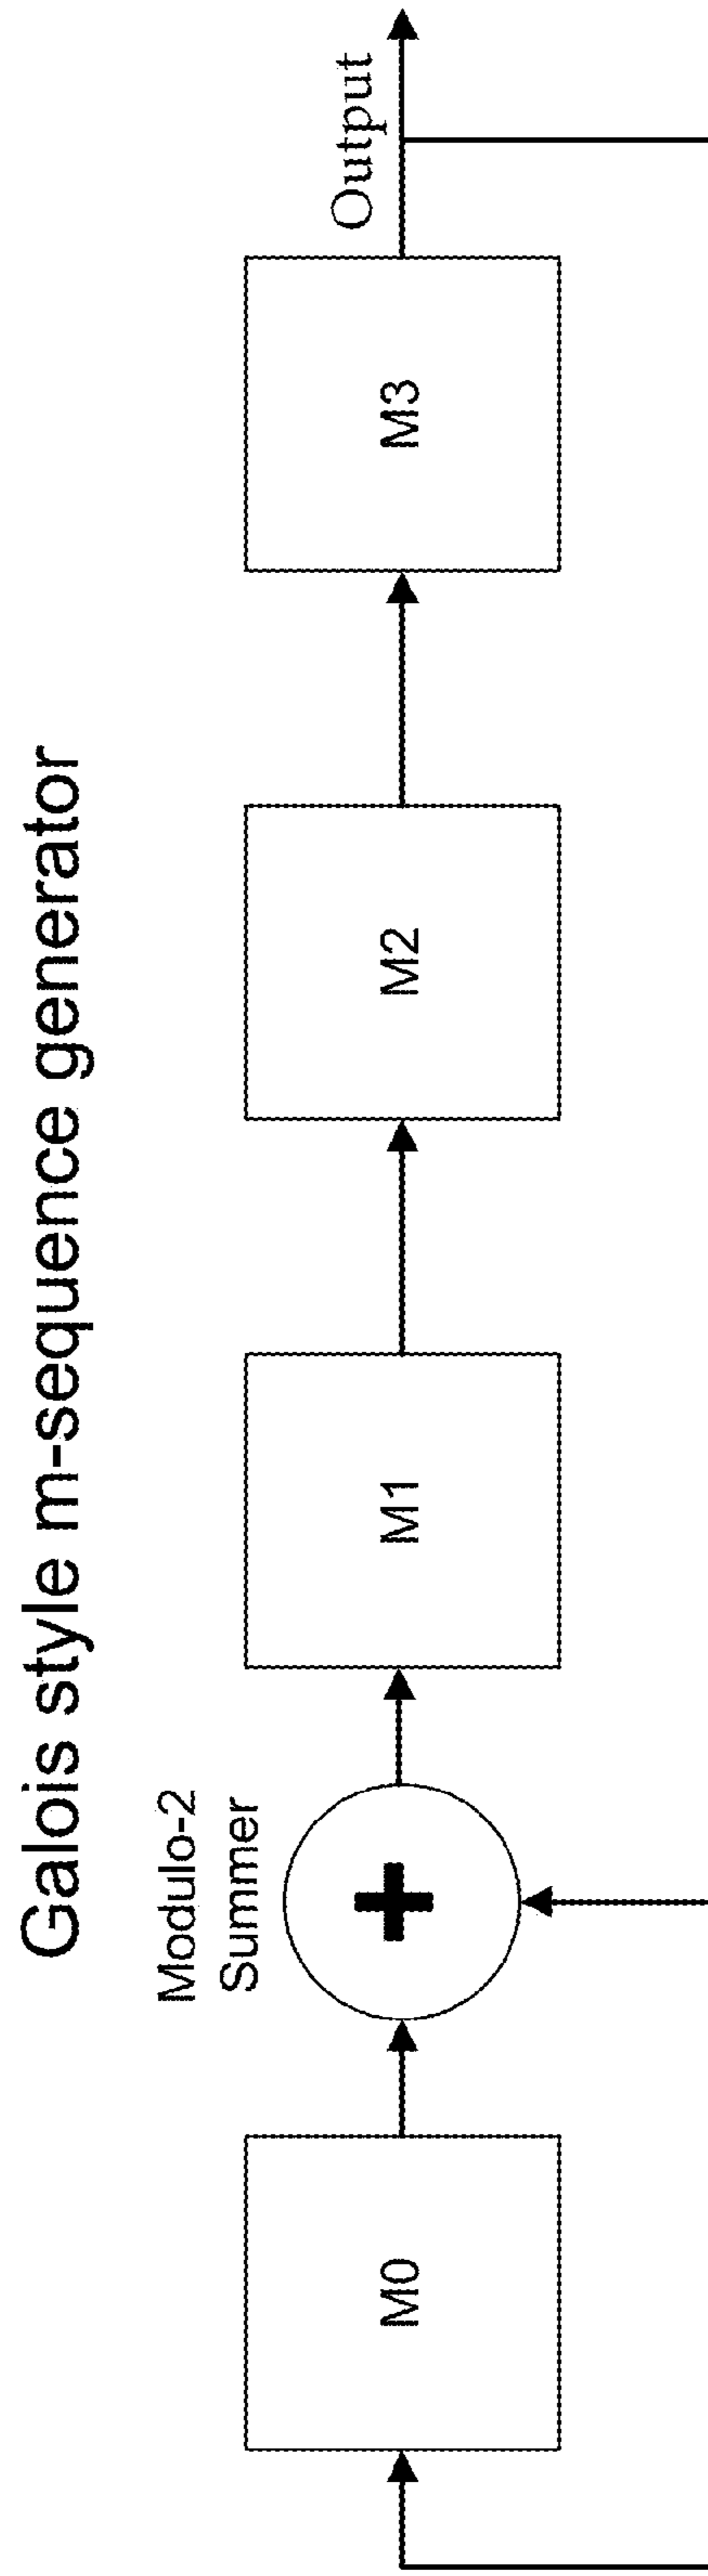 Galois style m-sequence generator
Modulo-2
Summer
Output
M0
M1
M2
M3